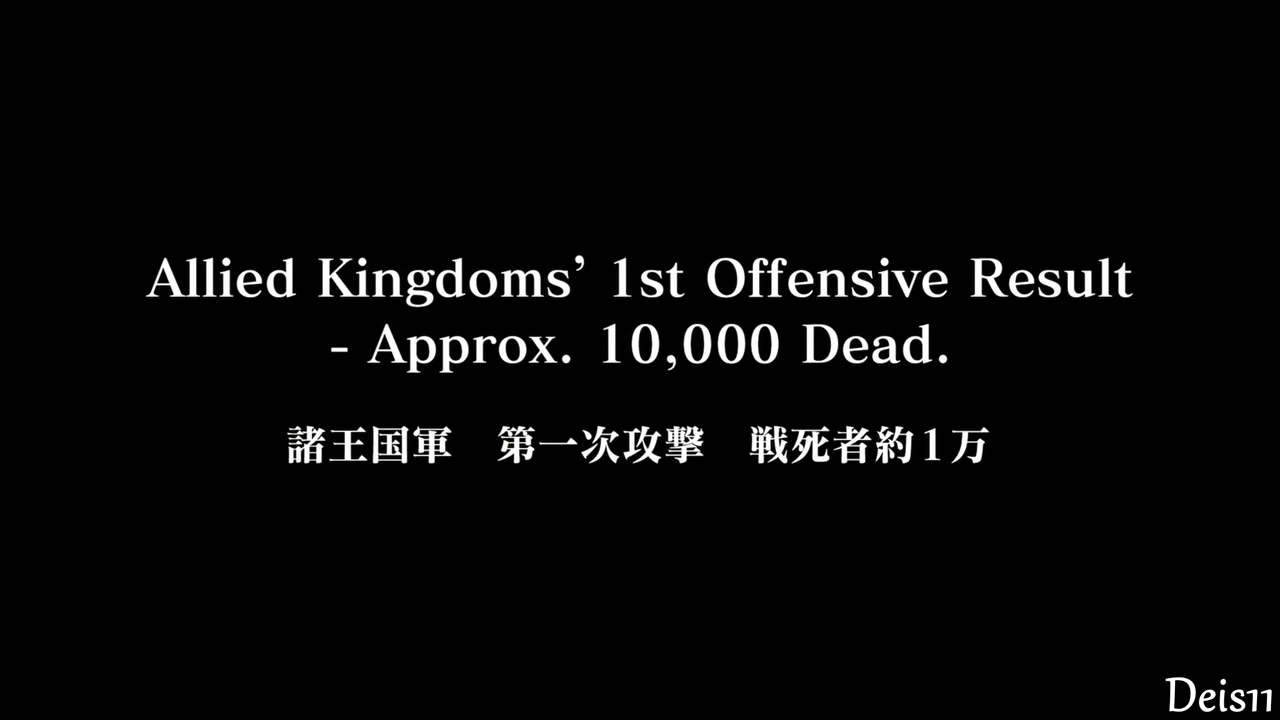 Allied Kingdoms’ 1st Offensive Result
- Approx. 10,000 Dead.
諸王国軍　第一次攻撃　戦死者約１万
Deis11